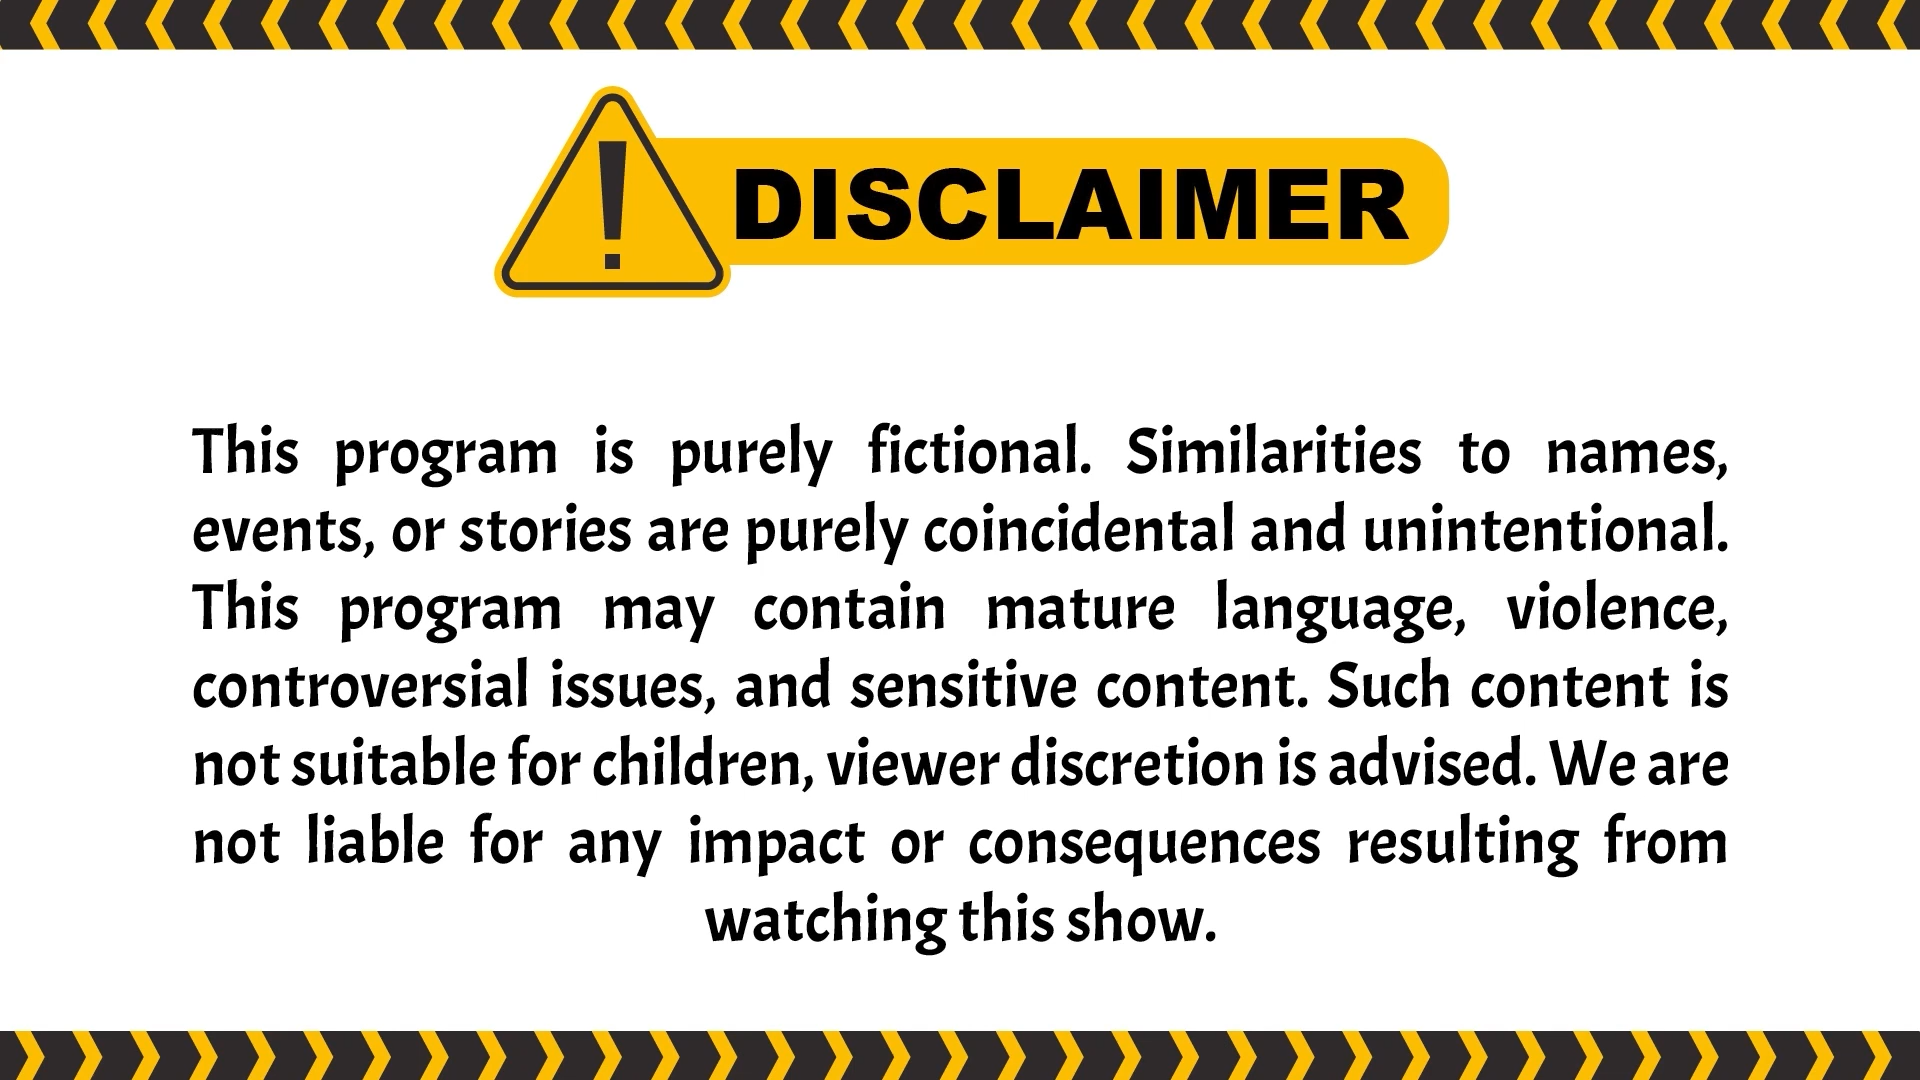 !
DISCLAIMER
This program is purely fictional. Similarities to names,
events, or stories are purely coincidental and unintentional.
This program may contain mature language, violence,
controversial issues, and sensitive content. Such content is
not suitable for children, viewer discretion is advised. We are
not liable for any impact or consequences resulting from
watching this show.